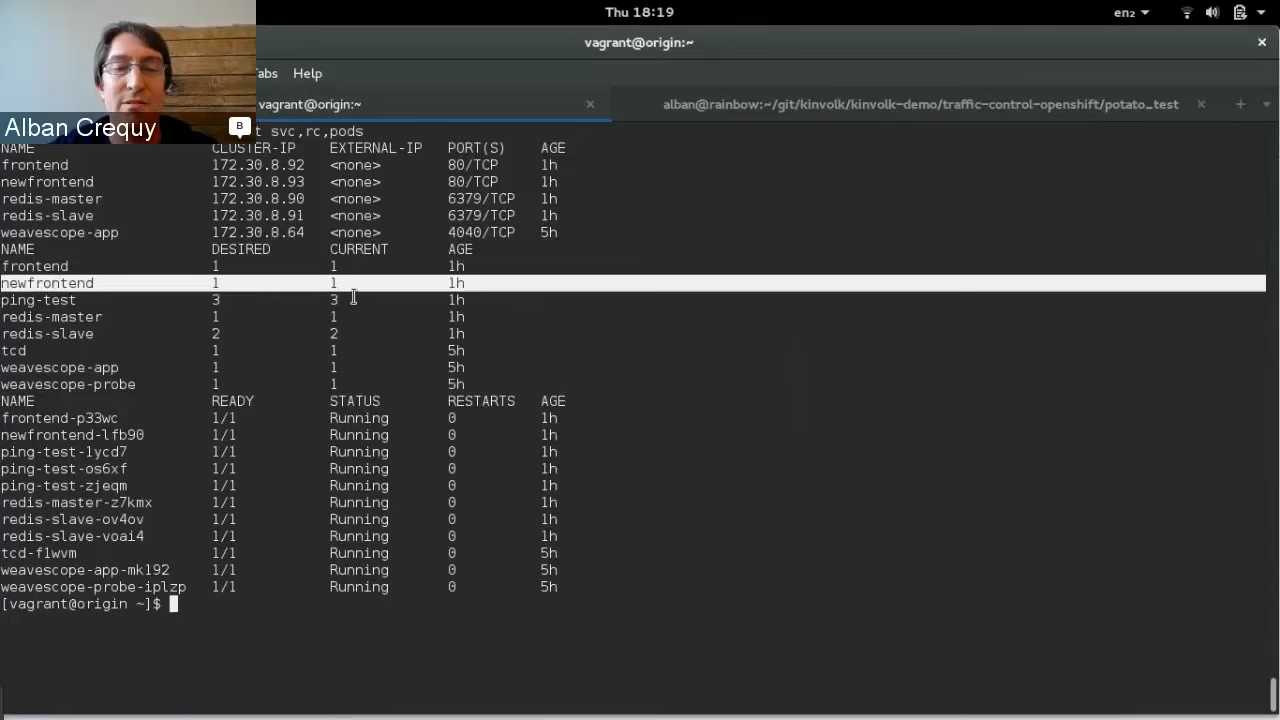 Thu 18:19
en₂
vagrant@origin:~
Tabs Help
vagrant@origin:~
alban@rainbow:~/git/kinvolk/kinvolk-demo/traffic-control-openshift/potato_test
Alban Crequy
B
t svc,rc,pods
NAME CLUSTER-IP EXTERNAL-IP PORT(S) AGE
frontend 172.30.8.92 <none> 80/TCP 1h
newfrontend 172.30.8.93 <none> 80/TCP 1h
redis-master 172.30.8.90 <none> 6379/TCP 1h
redis-slave 172.30.8.91 <none> 6379/TCP 1h
weavescope-app 172.30.8.64 <none> 4040/TCP 5h
NAME DESIRED CURRENT AGE
frontend 1 1 1h
newfrontend 1 1 1h
ping-test 3 3 1h
redis-master 1 1 1h
redis-slave 2 2 1h
tcd 1 1 5h
weavescope-app 1 1 5h
weavescope-probe 1 1 5h
NAME READY STATUS RESTARTS AGE
frontend-p33wc 1/1 Running 0 1h
newfrontend-lfb90 1/1 Running 0 1h
ping-test-1ycd7 1/1 Running 0 1h
ping-test-os6xf 1/1 Running 0 1h
ping-test-zjeqm 1/1 Running 0 1h
redis-master-z7kmx 1/1 Running 0 1h
redis-slave-ov4ov 1/1 Running 0 1h
redis-slave-voai4 1/1 Running 0 1h
tcd-f1wvm 1/1 Running 0 5h
weavescope-app-mk192 1/1 Running 0 5h
weavescope-probe-iplzp 1/1 Running 0 5h
[vagrant@origin ~]$